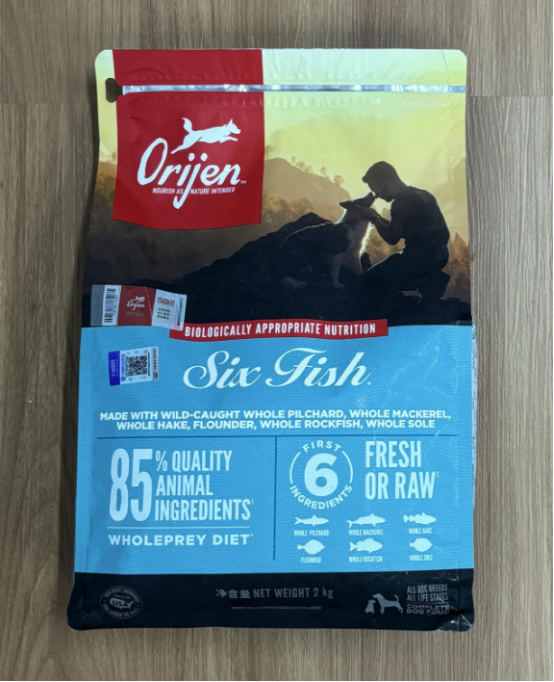 Orijen™
NOURISH AS NATURE INTENDED
Orijen
BIOLOGICALLY APPROPRIATE NUTRITION
Six Fish
MADE WITH WILD-CAUGHT WHOLE PILCHARD, WHOLE MACKEREL,
WHOLE HAKE, FLOUNDER, WHOLE ROCKFISH, WHOLE SOLE
85% QUALITY
ANIMAL
INGREDIENTS†
WHOLEPREY DIET™
FIRST
6
INGREDIENTS
FRESH
OR RAW†
WHOLE PILCHARD
WHOLE MACKEREL
WHOLE HAKE
FLOUNDER
WHOLE ROCKFISH
WHOLE SOLE
净含量 NET WEIGHT 2 kg
USA
ALL DOG BREEDS
ALL LIFE STAGES
COMPLETE
DOG FOOD